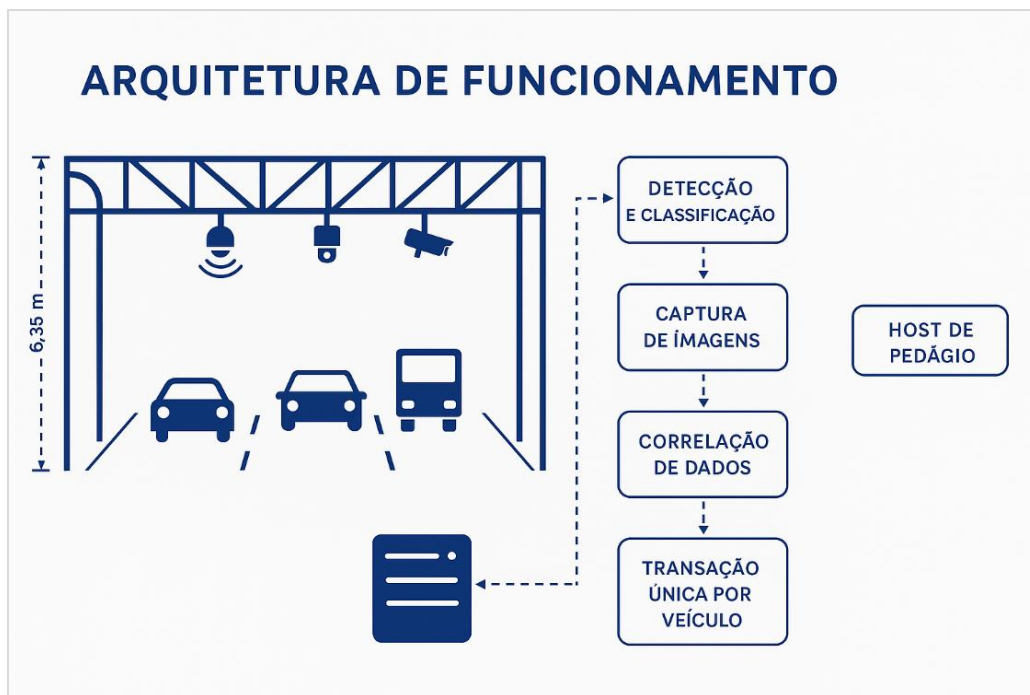 ARQUITETURA DE FUNCIONAMENTO
6,35 m
DETECÇÃO
E CLASSIFICAÇÃO
CAPTURA
DE ÍMAGENS
CORRELAÇÃO
DE DADOS
TRANSAÇÃO
ÚNICA POR
VEÍCULO
HOST DE
PEDÁGIO